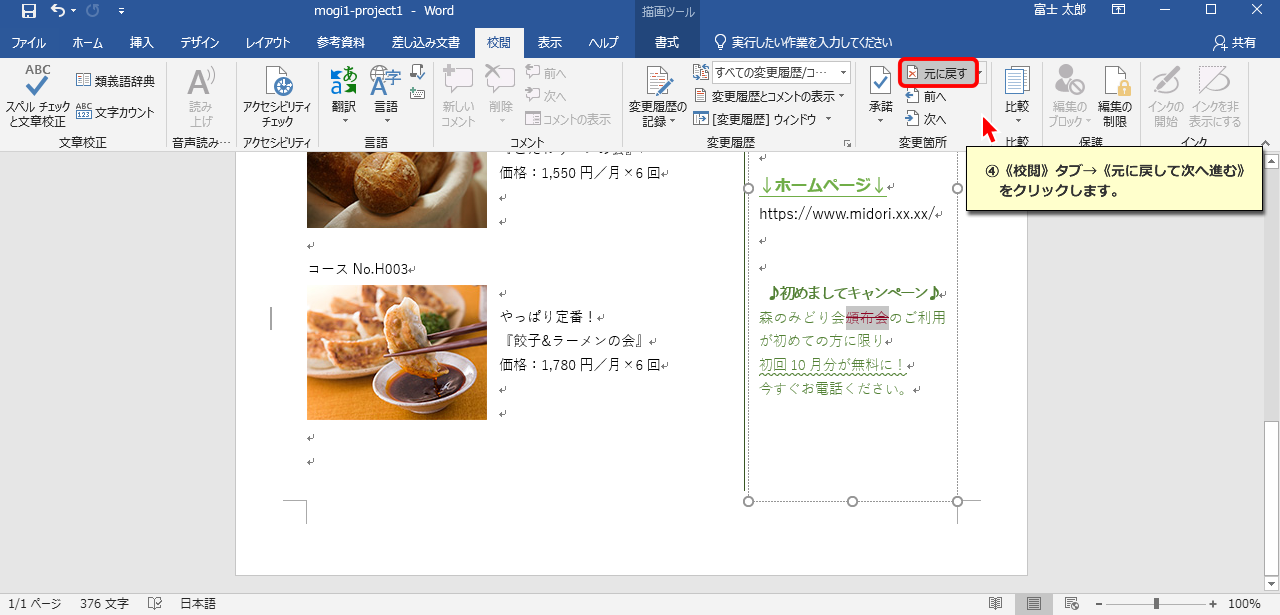 mogi1-project1 - Word
描画ツール
富士 太郎
ファイル
ホーム
挿入
デザイン
レイアウト
参考資料
差し込み文書
校閲
表示
ヘルプ
書式
実行したい作業を入力してください
共有
ABC
スペル チェック
と文章校正
類義語辞典
ABC
123
文字カウント
文章校正
読み
上げ
音声読み…
アクセシビリティ
チェック
アクセシビリティ
翻訳
言語
言語
新しい
コメント
削除
前へ
次へ
コメントの表示
コメント
変更履歴の
記録
すべての変更履歴/コ…
変更履歴とコメントの表示
[変更履歴] ウィンドウ
変更履歴
承諾
元に戻す
前へ
次へ
変更箇所
比較
比較
編集の
ブロック
編集の
制限
保護
インクの
開始
インクを非
表示にする
インク
④《校閲》タブ→《元に戻して次へ進む》
をクリックします。
価格：1,550 円／月×6 回
コース No.H003
やっぱり定番！
『餃子&ラーメンの会』
価格：1,780 円／月×6 回
↓ホームページ↓
https://www.midori.xx.xx/
♪初めましてキャンペーン♪
森のみどり会頒布会のご利用
が初めての方に限り
初回 10 月分が無料に！
今すぐお電話ください。
1/1 ページ
376 文字
日本語
100%